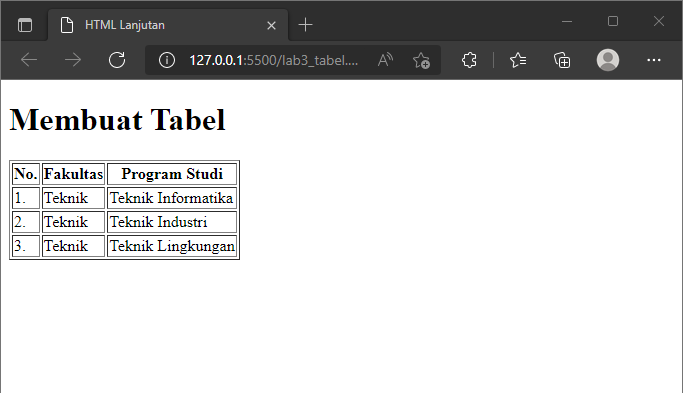 HTML Lanjutan
127.0.0.1:5500/lab3_tabel....
Membuat Tabel
No. Fakultas Program Studi
1. Teknik Teknik Informatika
2. Teknik Teknik Industri
3. Teknik Teknik Lingkungan